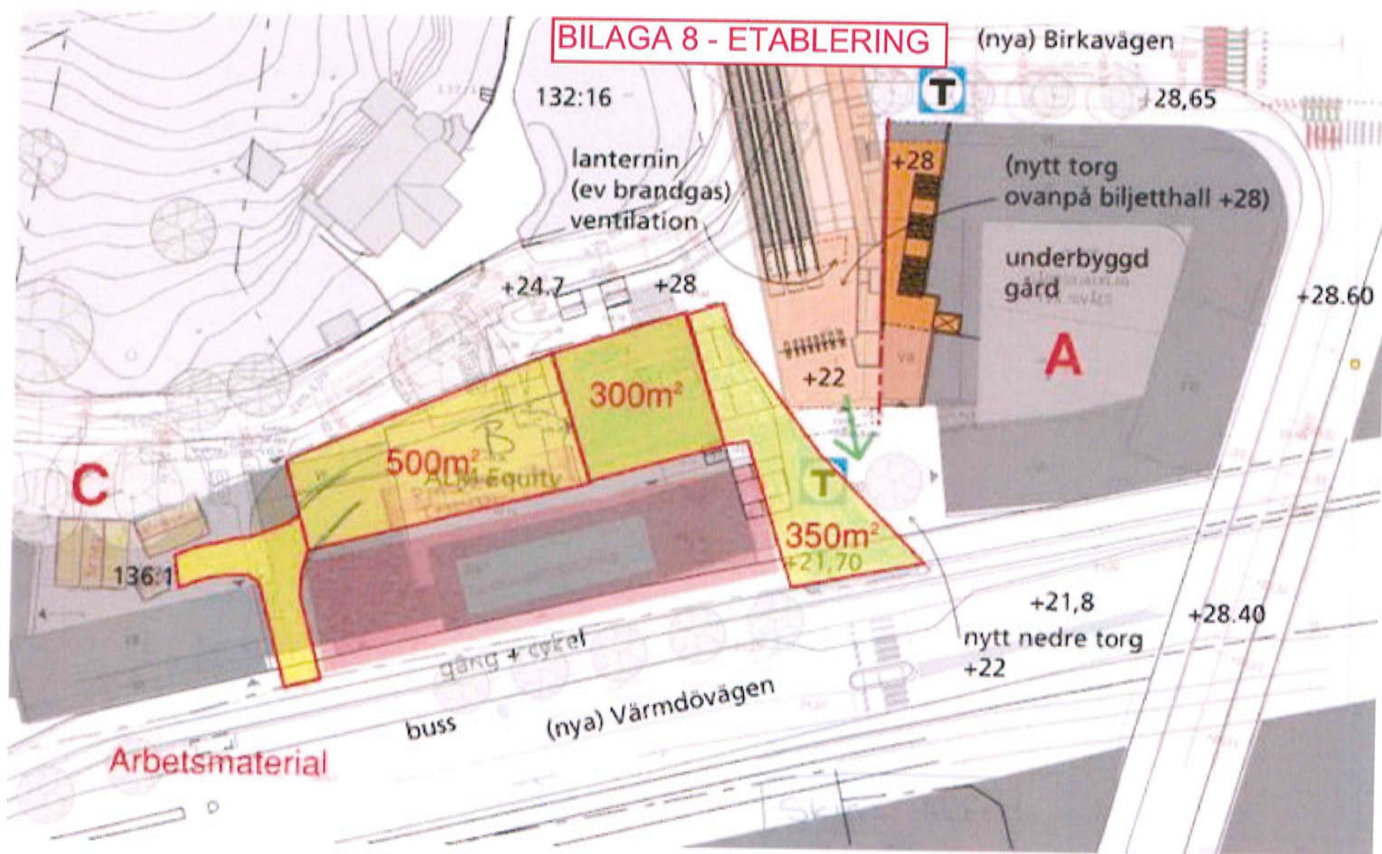 BILAGA 8 - ETABLERING
(nya) Birkavägen
T
132:16
28,65
lanternin
(ev brandgas)
ventilation
+28
(nytt torg
ovanpå biljetthall +28)
underbyggd
gård
+24.7
+28
+28.60
A
+22
300m²
500m²
B
ALM Equity
C
T
350m²
+21,70
136:1
+21,8
+28.40
nytt nedre torg
+22
gång + cykel
buss
(nya) Värmdövägen
Arbetsmaterial